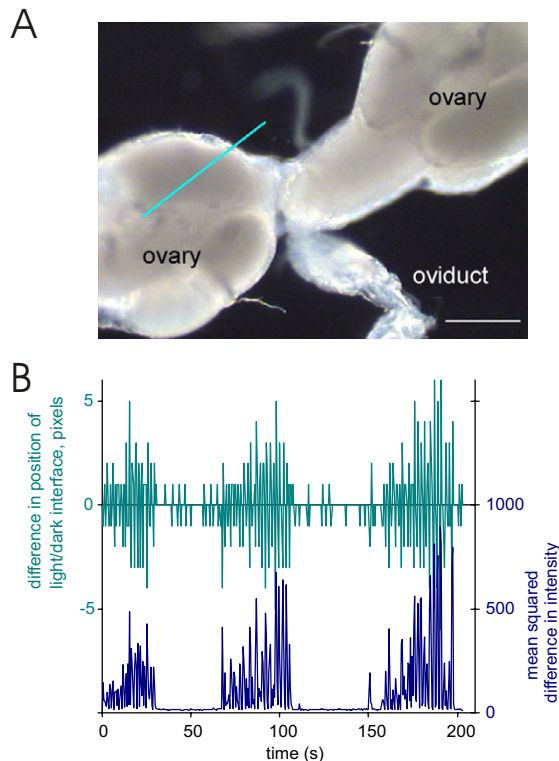 A
ovary
ovary
oviduct
B
difference in position of
light/dark interface, pixels
5
0
-5
1000
500
0
mean squared
difference in intensity
0
50
100
150
200
time (s)